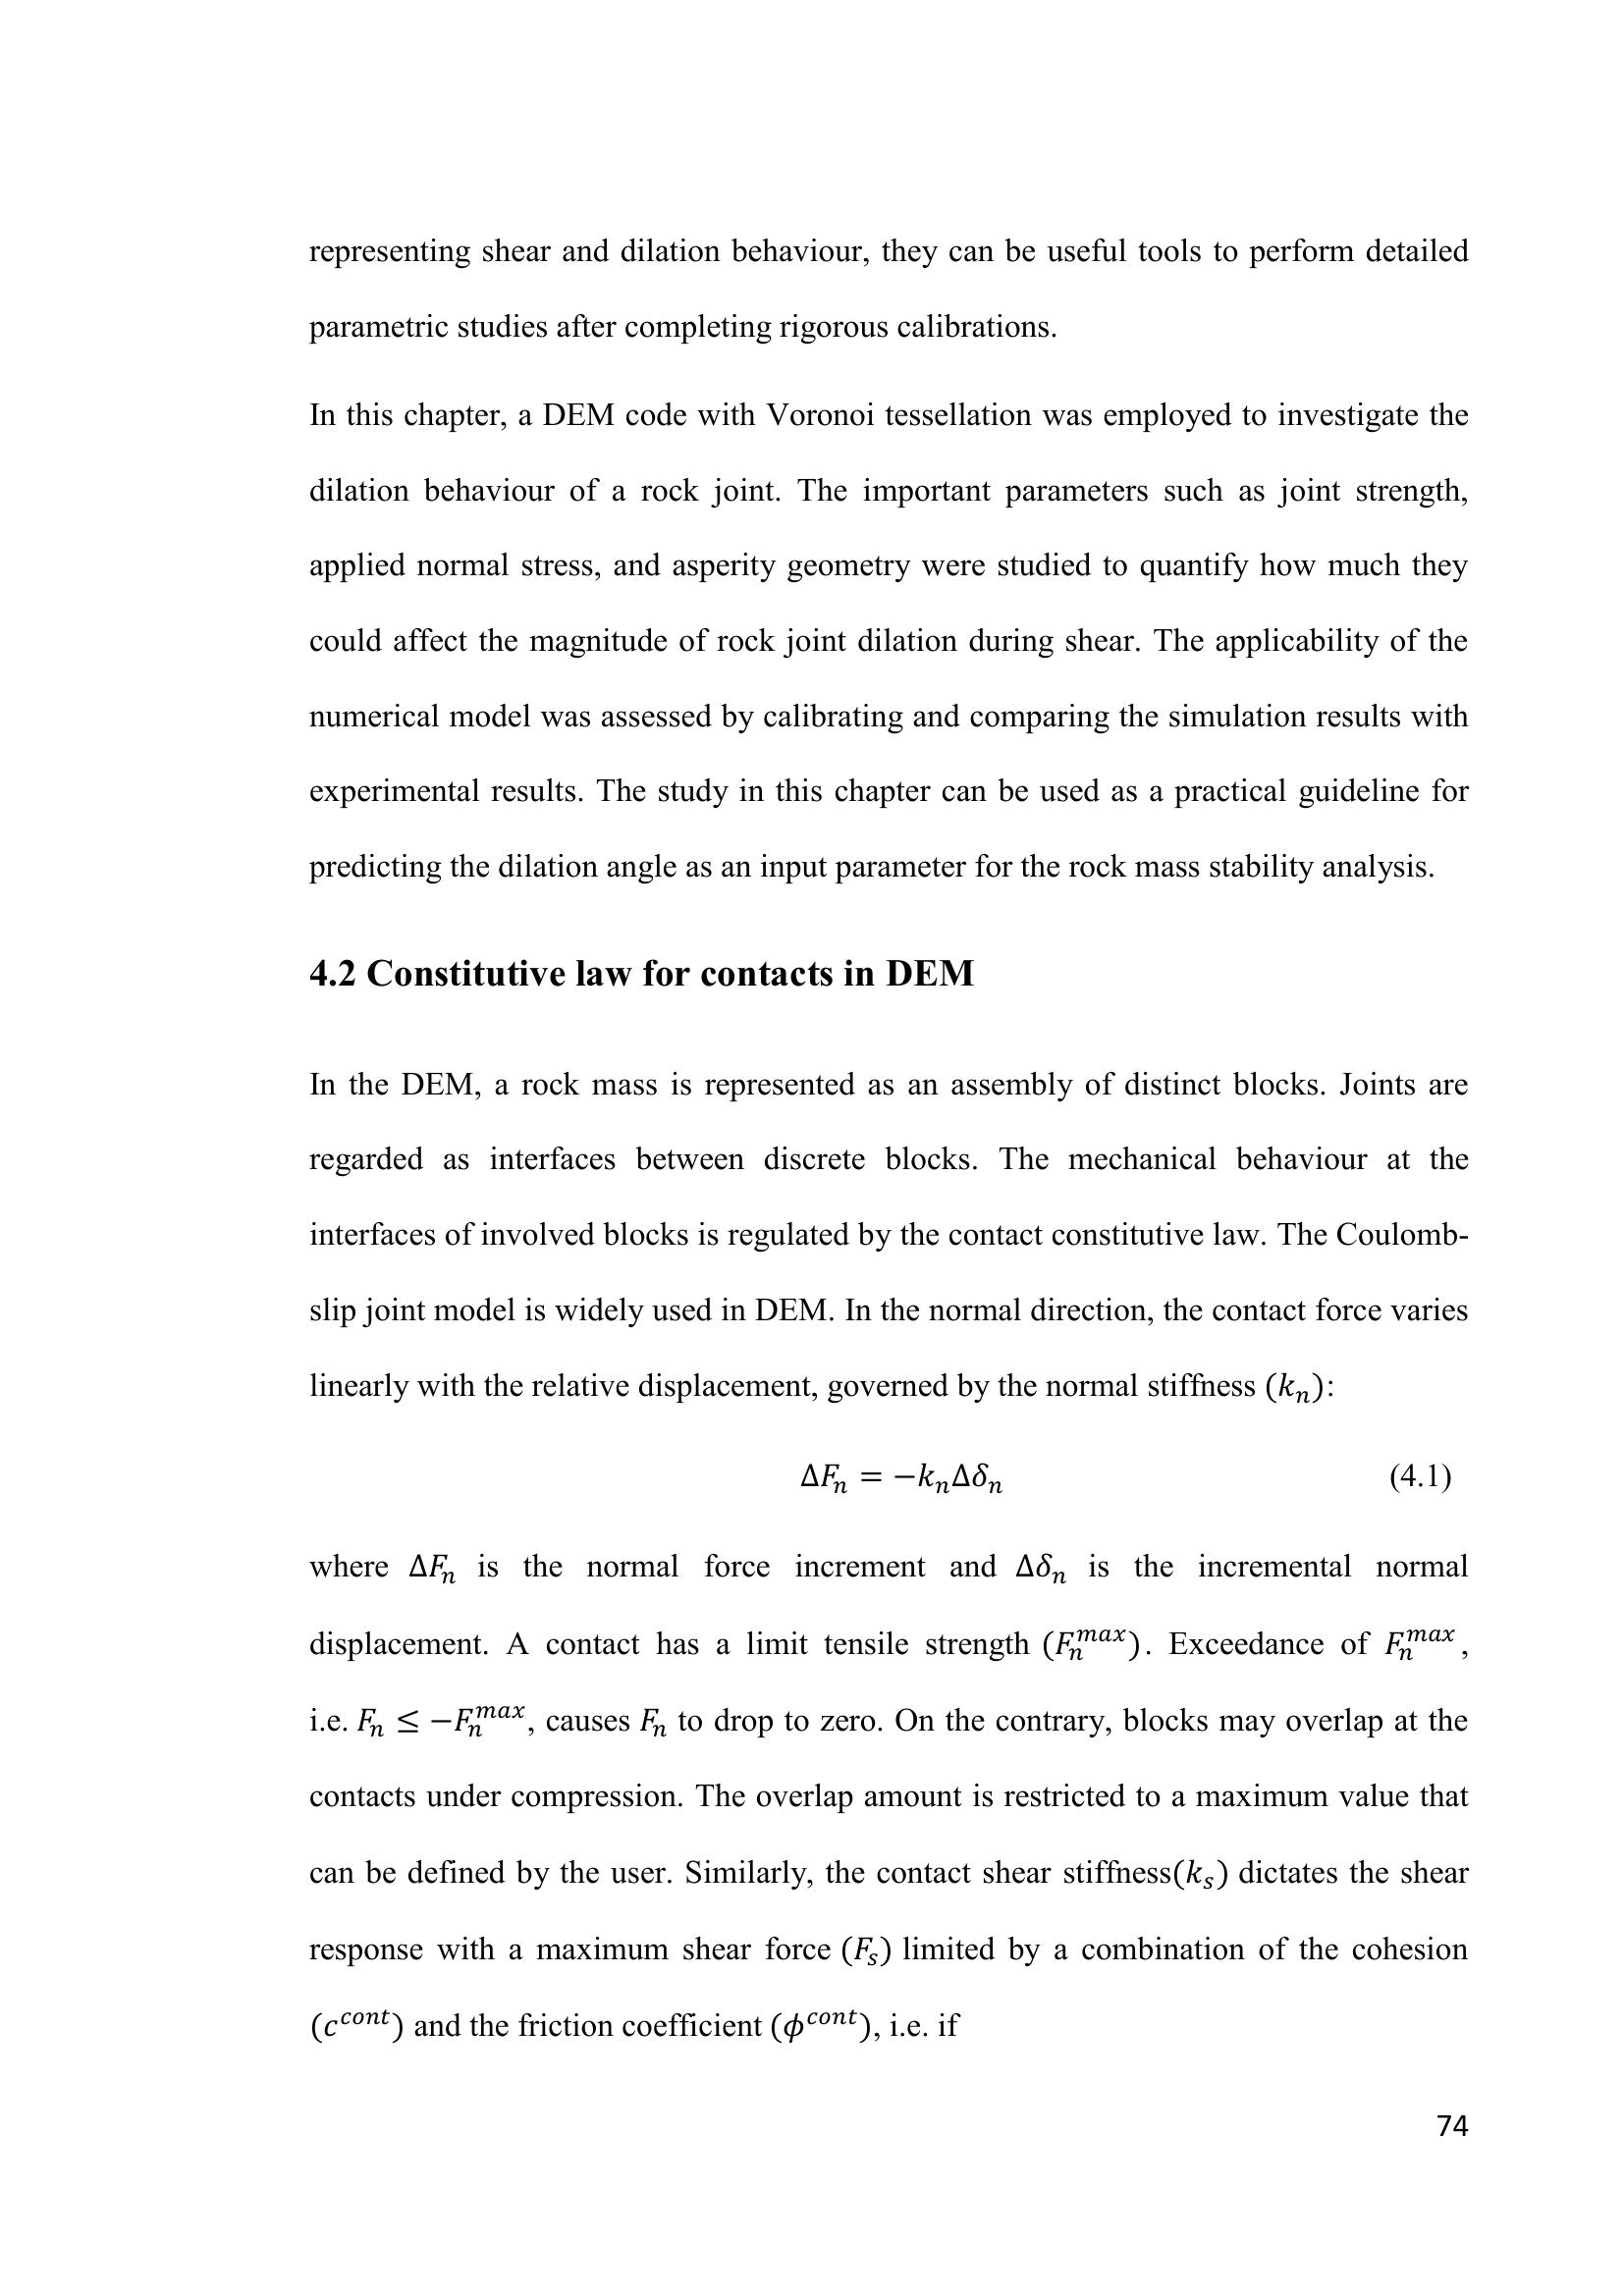 representing shear and dilation behaviour, they can be useful tools to perform detailed
parametric studies after completing rigorous calibrations.
In this chapter, a DEM code with Voronoi tessellation was employed to investigate the
dilation behaviour of a rock joint. The important parameters such as joint strength,
applied normal stress, and asperity geometry were studied to quantify how much they
could affect the magnitude of rock joint dilation during shear. The applicability of the
numerical model was assessed by calibrating and comparing the simulation results with
experimental results. The study in this chapter can be used as a practical guideline for
predicting the dilation angle as an input parameter for the rock mass stability analysis.
4.2 Constitutive law for contacts in DEM
In the DEM, a rock mass is represented as an assembly of distinct blocks. Joints are
regarded as interfaces between discrete blocks. The mechanical behaviour at the
interfaces of involved blocks is regulated by the contact constitutive law. The Coulomb-
slip joint model is widely used in DEM. In the normal direction, the contact force varies
linearly with the relative displacement, governed by the normal stiffness $(k_n)$:
$\Delta F_n = -k_n \Delta \delta_n$ (4.1)
where $\Delta F_n$ is the normal force increment and $\Delta \delta_n$ is the incremental normal
displacement. A contact has a limit tensile strength $(F_n^{max})$. Exceedance of $F_n^{max}$,
i.e. $F_n \leq -F_n^{max}$, causes $F_n$ to drop to zero. On the contrary, blocks may overlap at the
contacts under compression. The overlap amount is restricted to a maximum value that
can be defined by the user. Similarly, the contact shear stiffness$(k_s)$ dictates the shear
response with a maximum shear force $(F_s)$ limited by a combination of the cohesion
$(c^{cont})$ and the friction coefficient $(\phi^{cont})$, i.e. if
74